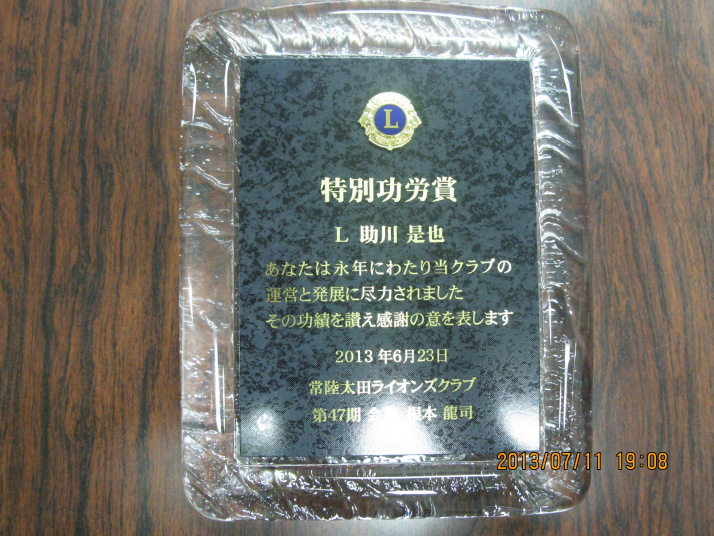 L
特別功労賞
L 助川 是也
あなたは永年にわたり当クラブの
運営と発展に尽力されました
その功績を讃え感謝の意を表します
2013年6月23日
常陸太田ライオンズクラブ
第47期 会 本 龍司
2013/07/11 19:08